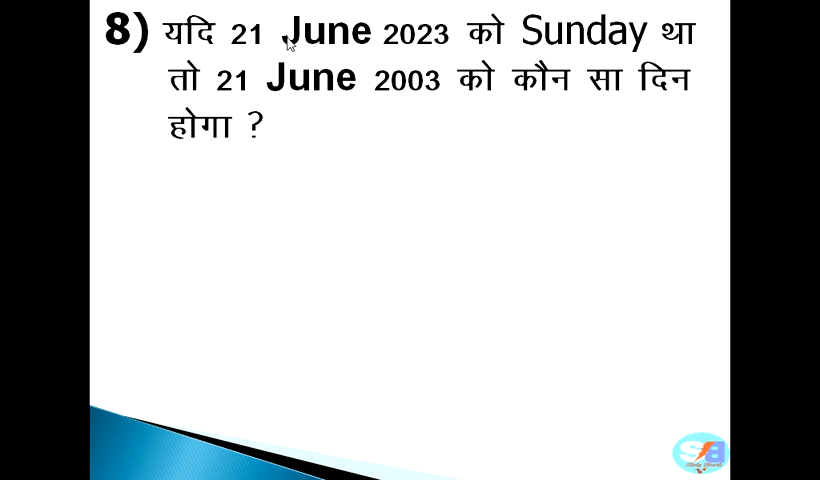 8) यदि 21 June 2023 को Sunday था
तो 21 June 2003 को कौन सा दिन
होगा ?